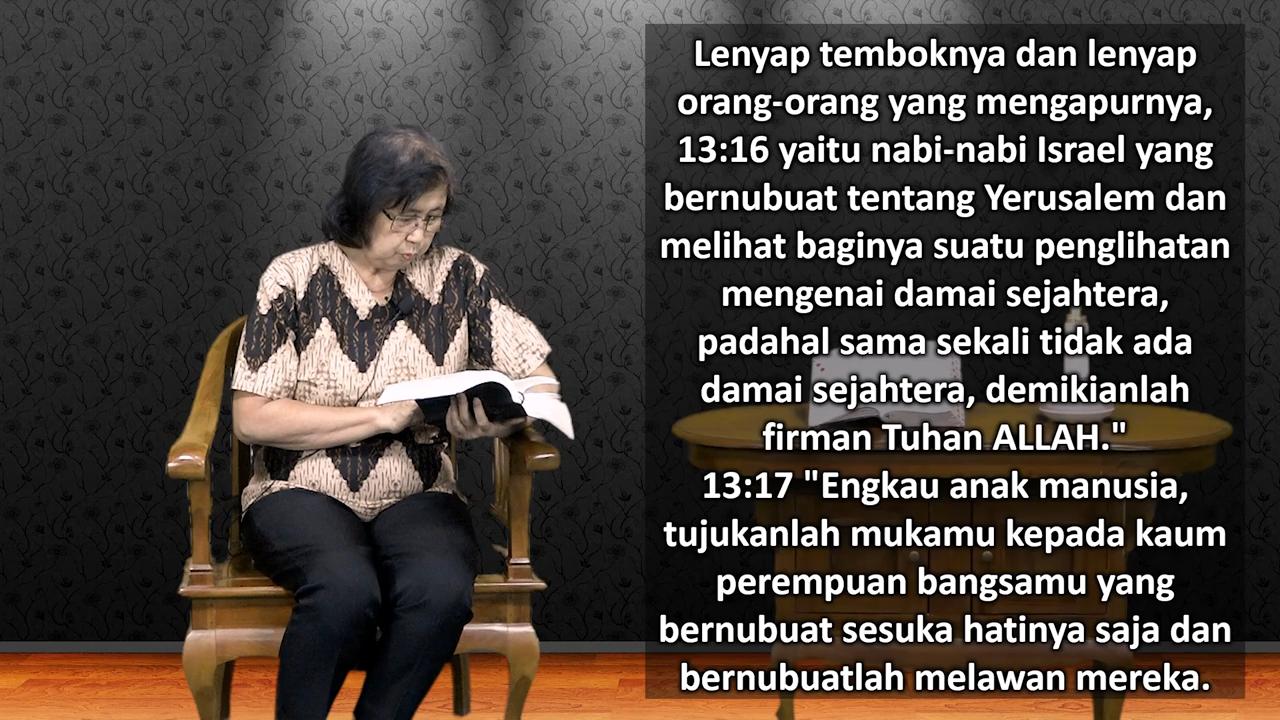 Lenyap temboknya dan lenyap
orang-orang yang mengapurnya,
13:16 yaitu nabi-nabi Israel yang
bernubuat tentang Yerusalem dan
melihat baginya suatu penglihatan
mengenai damai sejahtera,
padahal sama sekali tidak ada
damai sejahtera, demikianlah
firman Tuhan ALLAH."
13:17 "Engkau anak manusia,
tujukanlah mukamu kepada kaum
perempuan bangsamu yang
bernubuat sesuka hatinya saja dan
bernubuatlah melawan mereka.